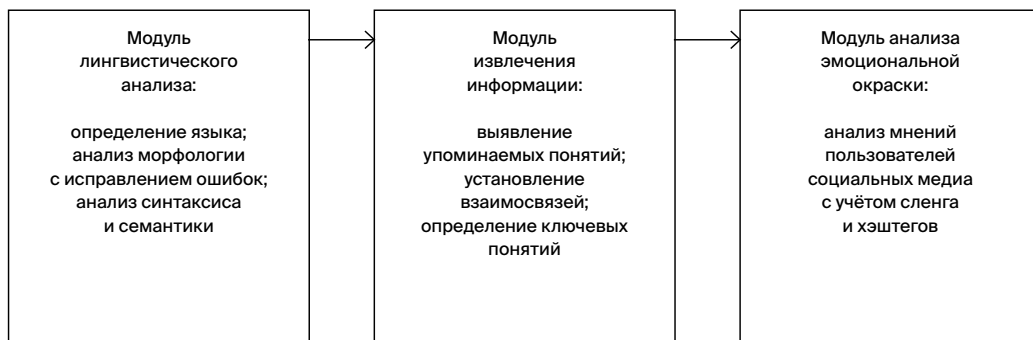 Модуль
лингвистического
анализа:
определение языка;
анализ морфологии
с исправлением ошибок;
анализ синтаксиса
и семантики
Модуль
извлечения
информации:
выявление
упоминаемых понятий;
установление
взаимосвязей;
определение ключевых
понятий
Модуль анализа
эмоциональной
окраски:
анализ мнений
пользователей
социальных медиа
с учётом сленга
и хэштегов